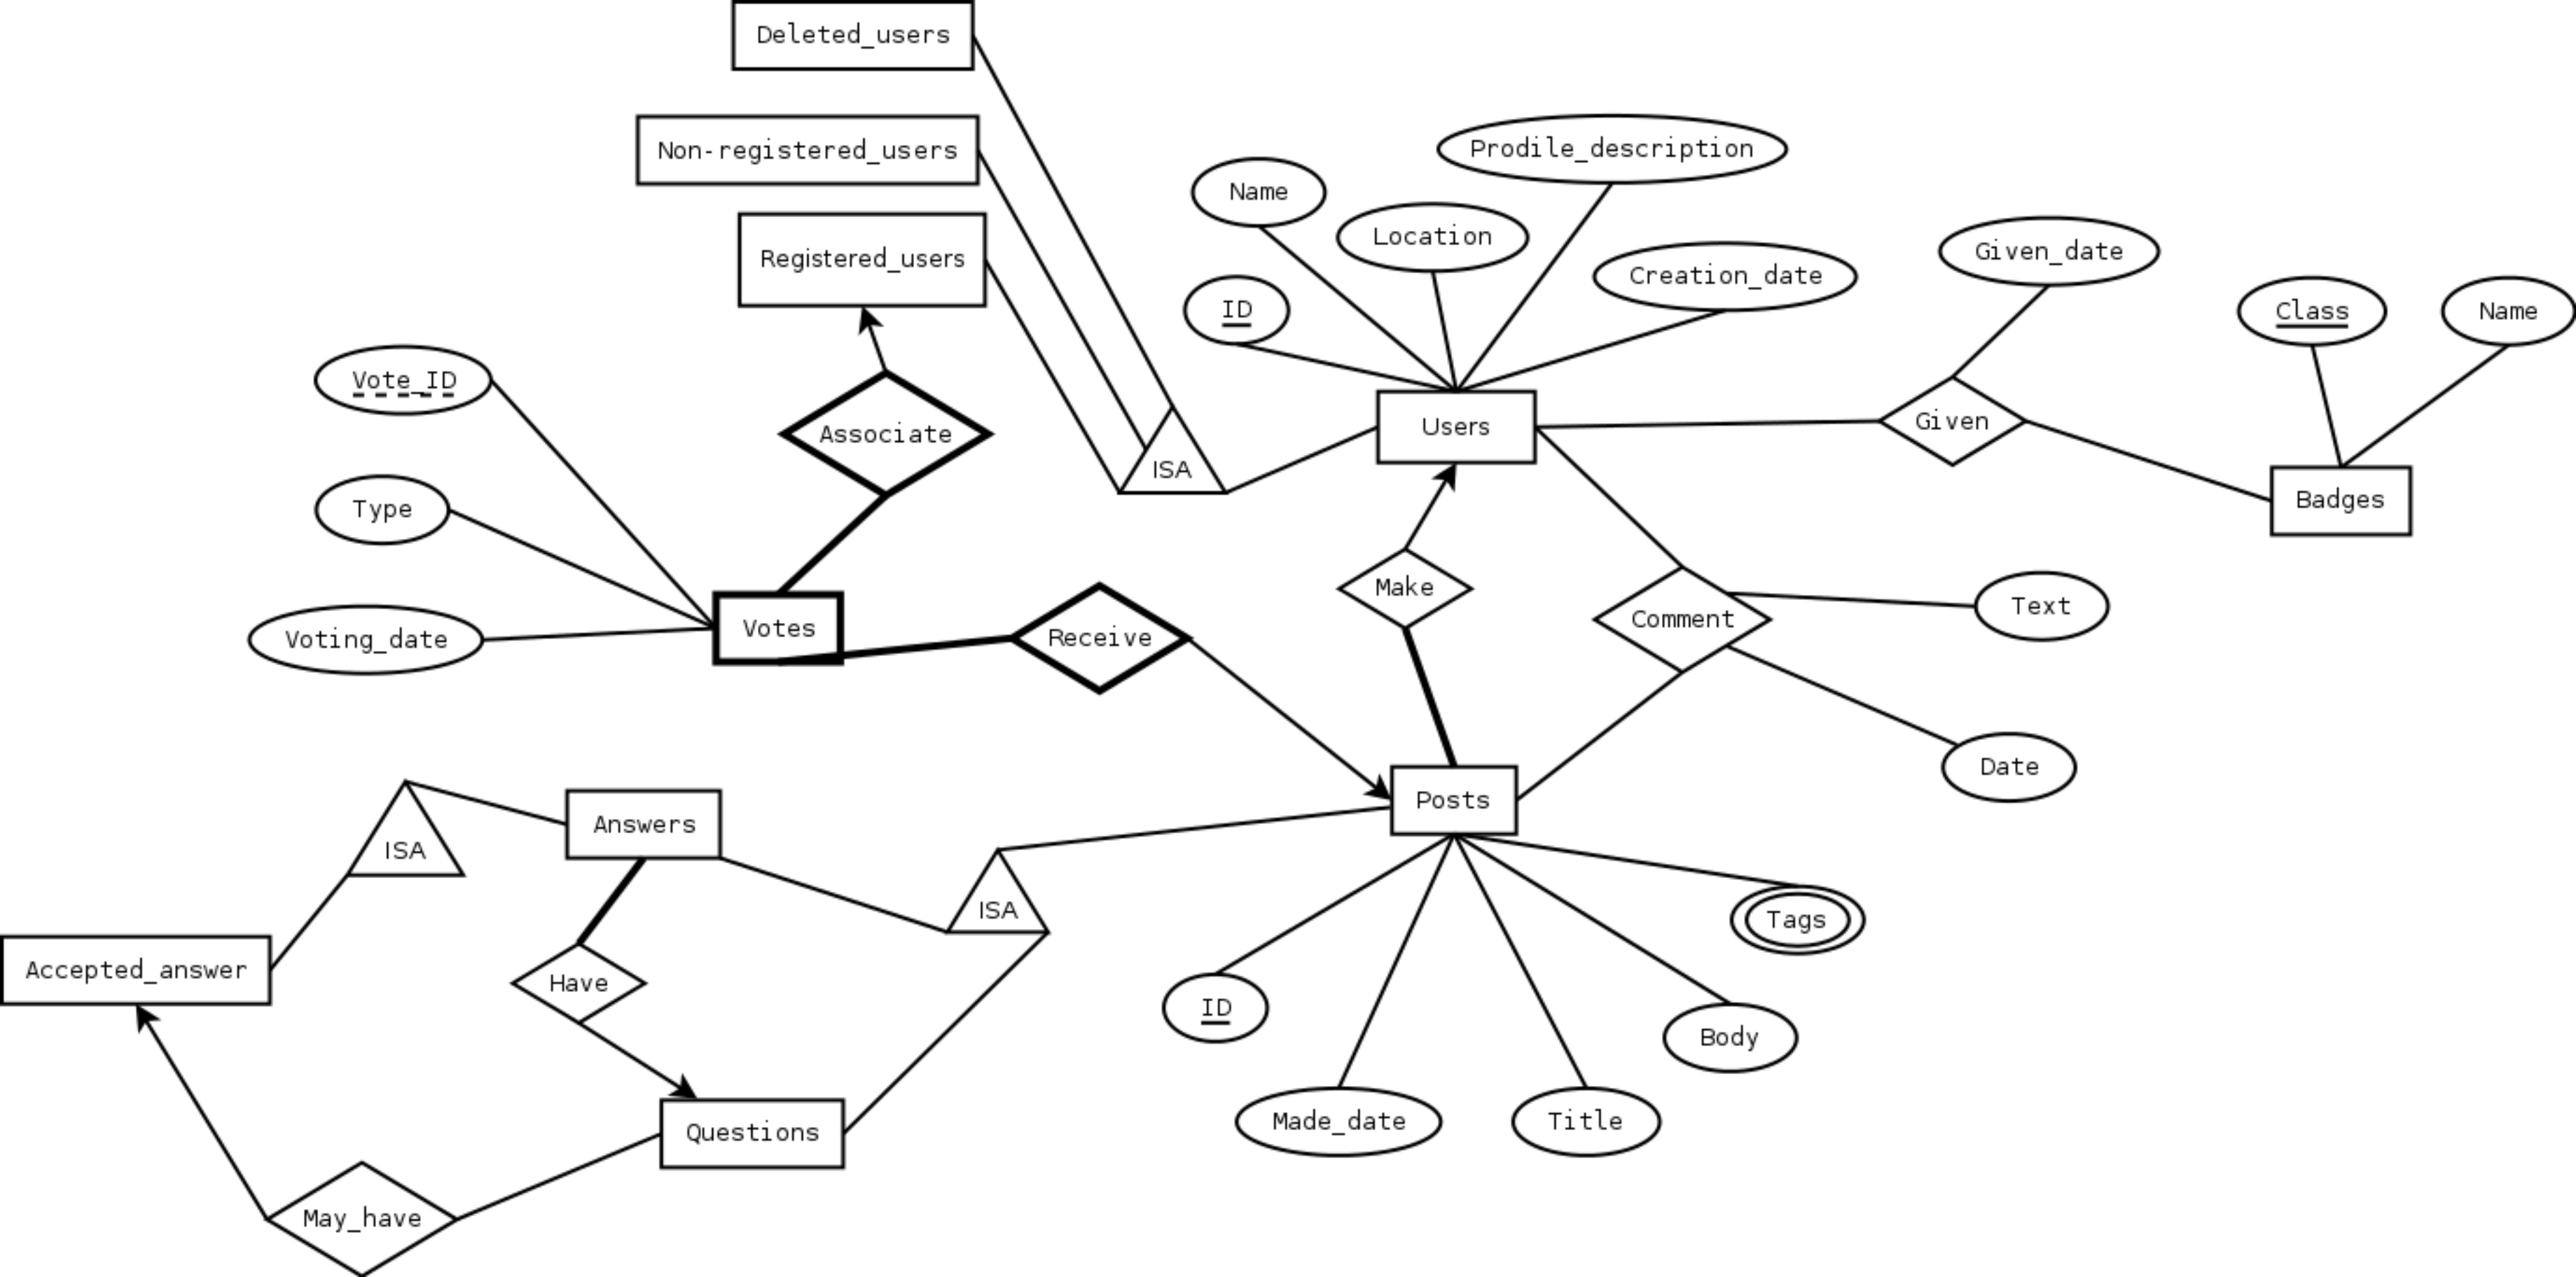 Deleted_users
Non-registered_users
Prodile_description
Name
Location
Registered_users
Given_date
Creation_date
ID
Class
Name
Vote_ID
Associate
Users
Given
ISA
Badges
Type
Make
Text
Comment
Votes
Receive
Voting_date
Date
Posts
Answers
ISA
ISA
Tags
Accepted_answer
Have
ID
Body
Made_date
Title
Questions
May_have